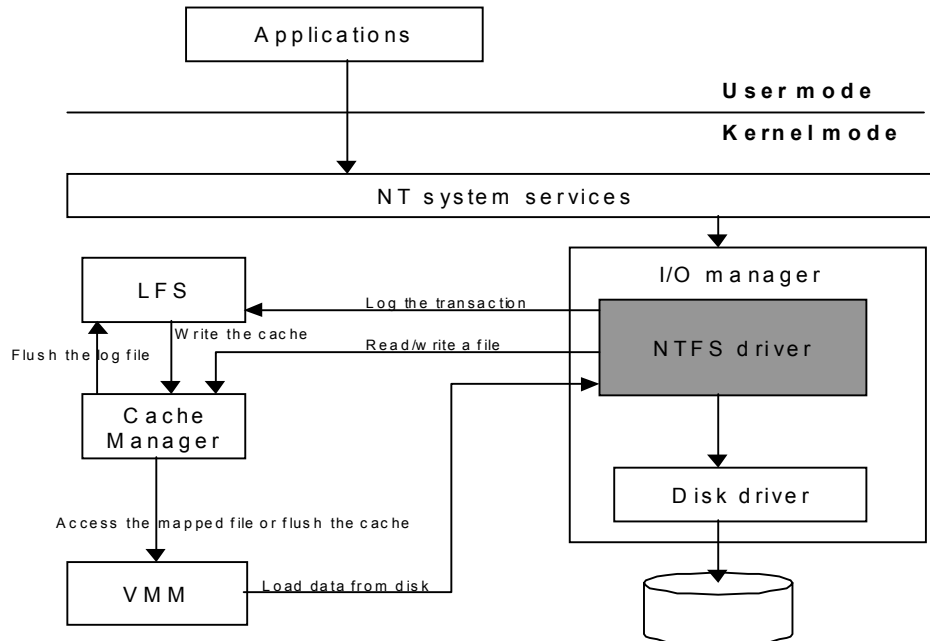 Applications
User mode
Kernel mode
NT system services
I/O manager
LFS
Log the transaction
Write the cache
Flush the log file
Read/write a file
NTFS driver
Cache
Manager
Disk driver
Access the mapped file or flush the cache
VMM
Load data from disk